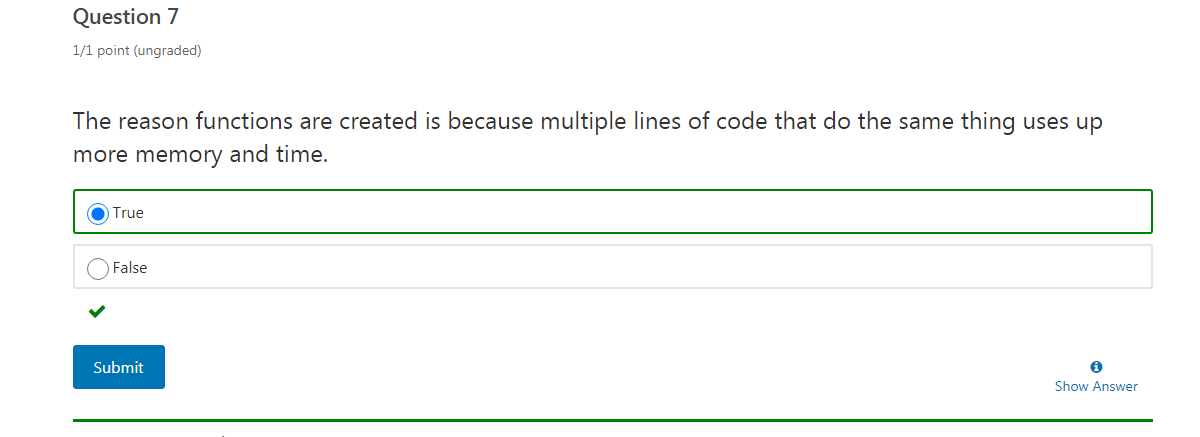 Question 7
1/1 point (ungraded)
The reason functions are created is because multiple lines of code that do the same thing uses up
more memory and time.
True
False
Submit
Show Answer